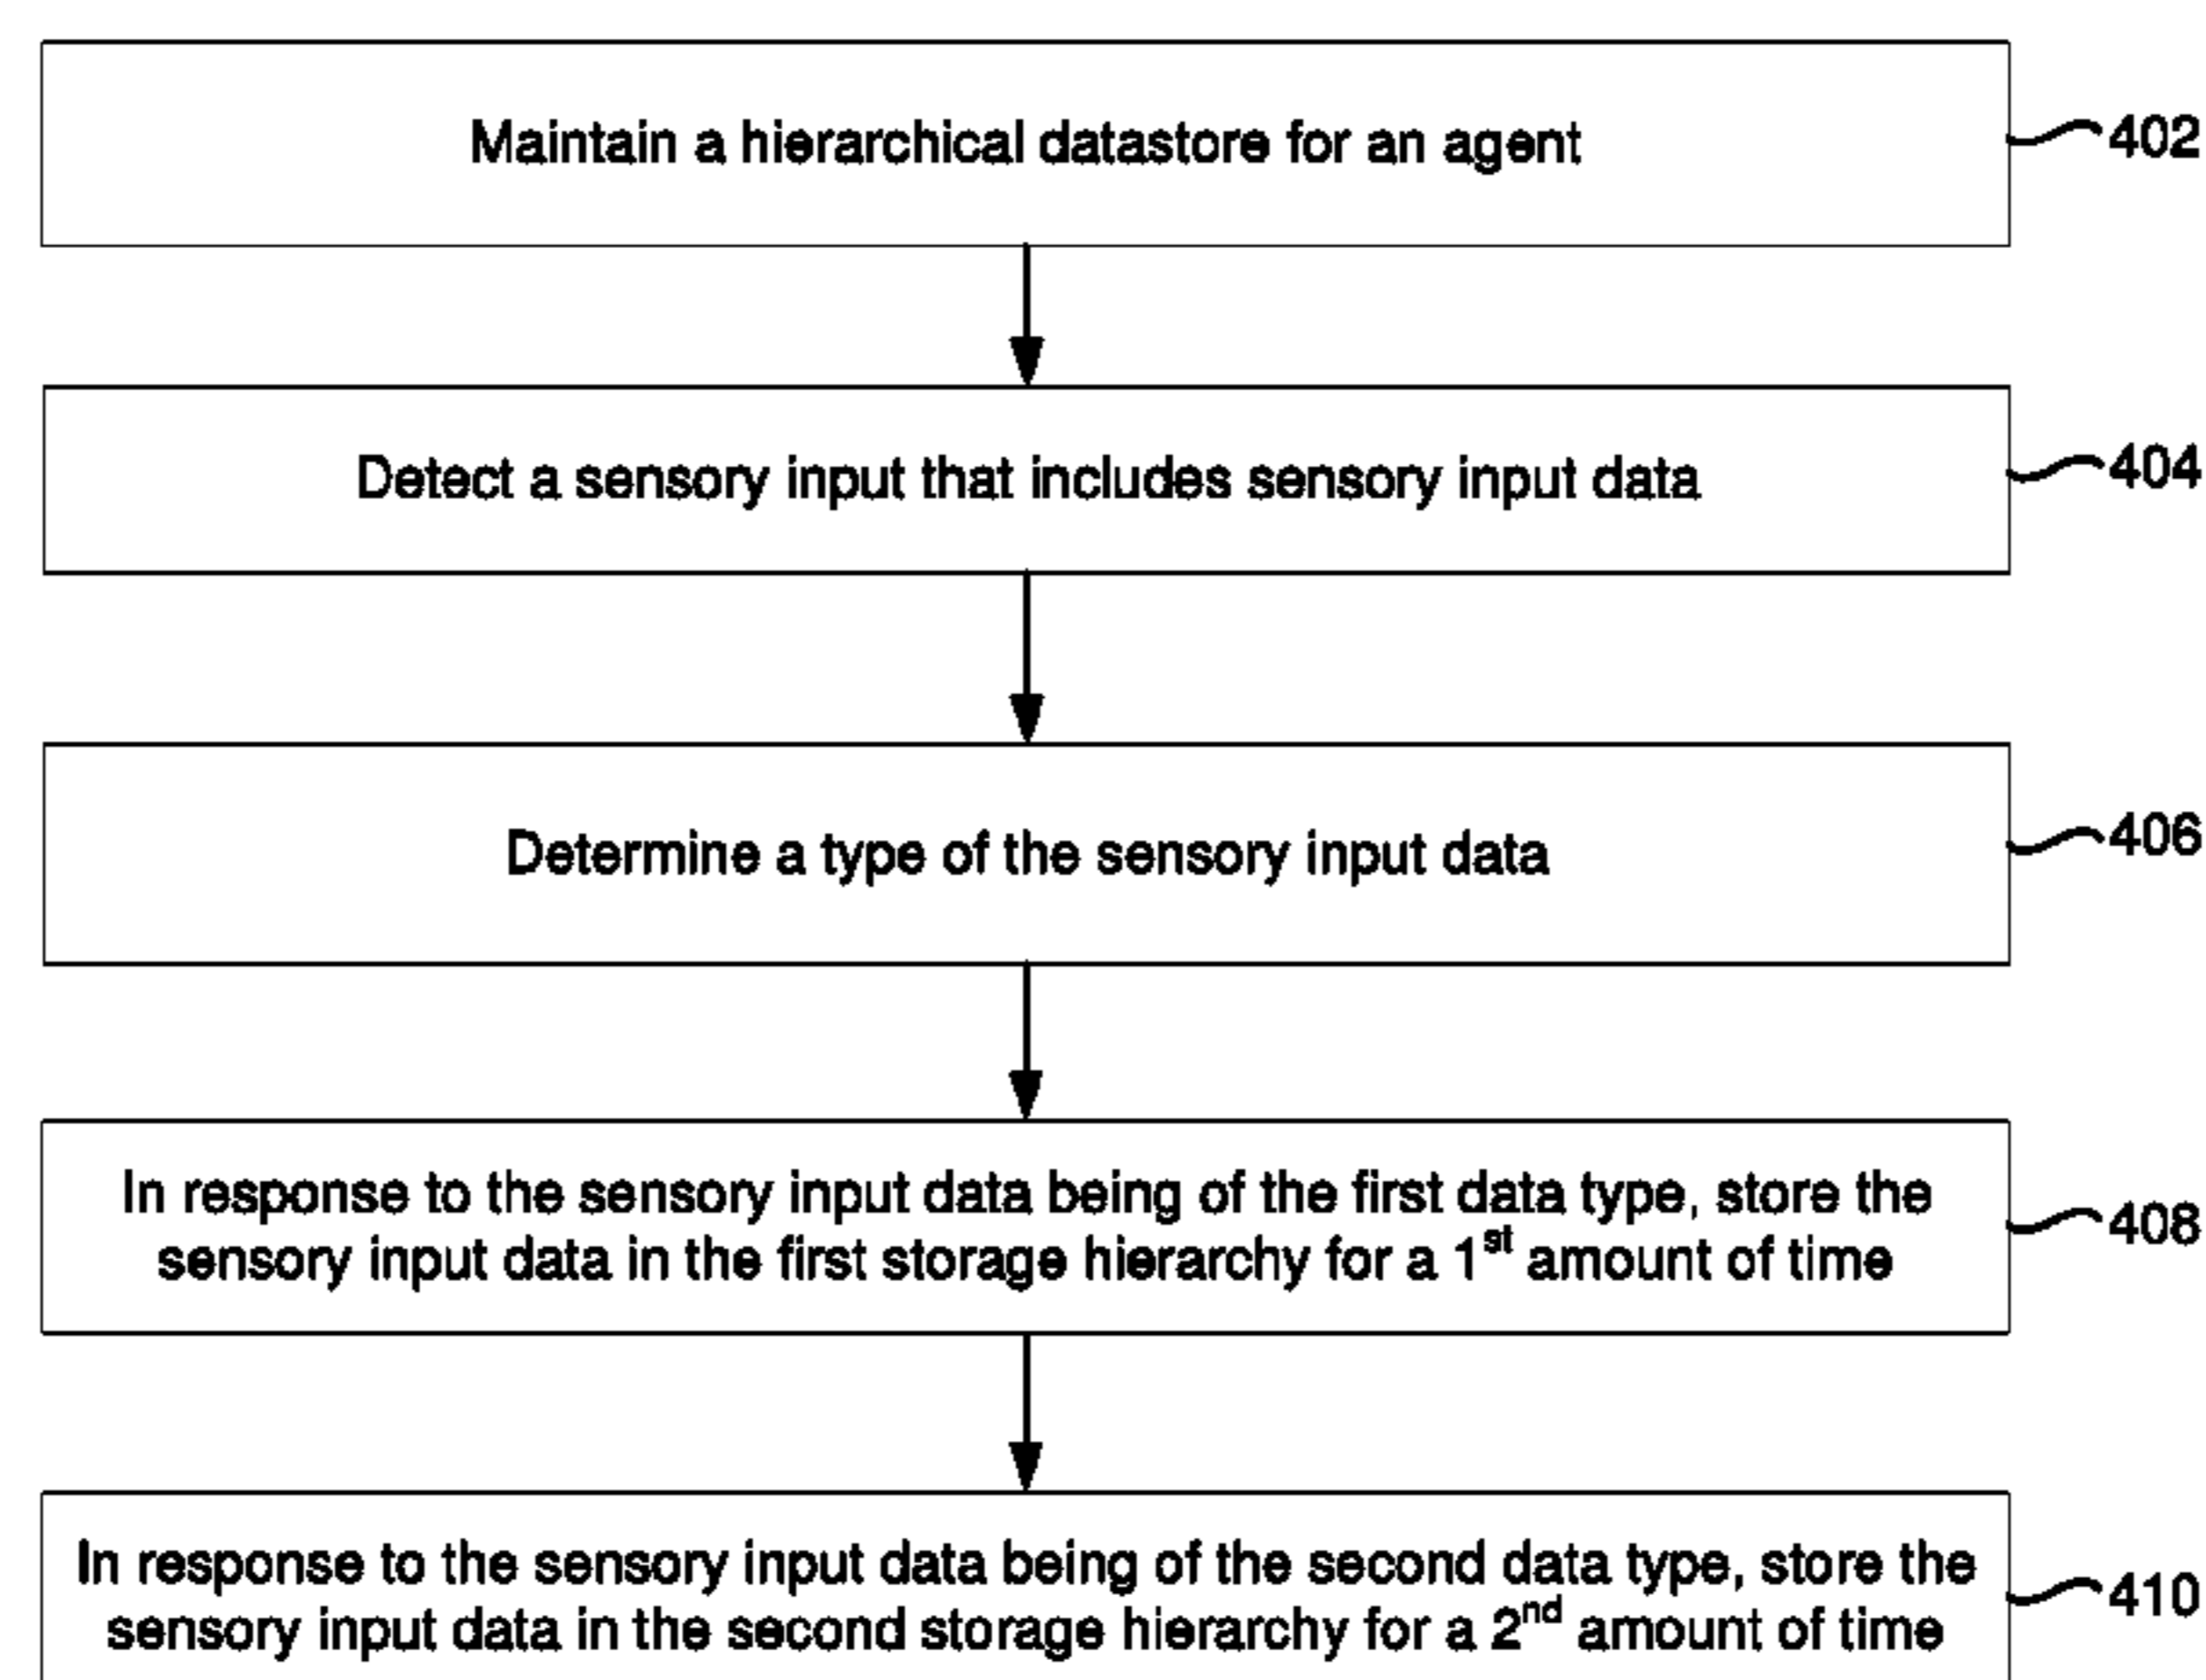 Maintain a hierarchical datastore for an agent
402
Detect a sensory input that includes sensory input data
404
Determine a type of the sensory input data
406
In response to the sensory input data being of the first data type, store the
sensory input data in the first storage hierarchy for a 1st amount of time
408
In response to the sensory input data being of the second data type, store the
sensory input data in the second storage hierarchy for a 2nd amount of time
410